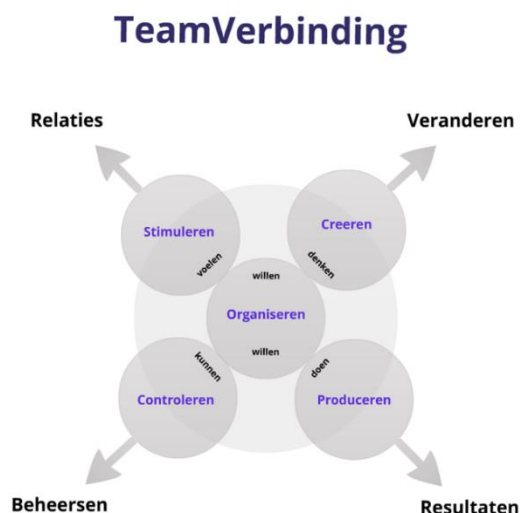 TeamVerbinding
Relaties
Veranderen
Stimuleren
Creeren
voelen
denken
willen
Organiseren
willen
kunnen
doen
Controleren
Produceren
Beheersen
Resultaten